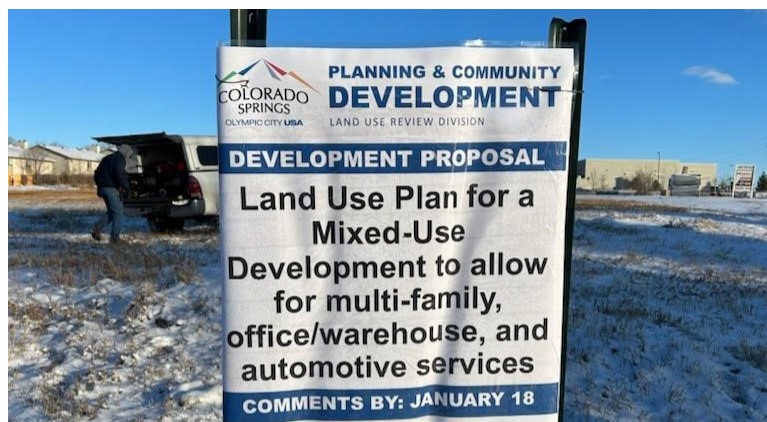 COLORADO
SPRINGS
OLYMPIC CITY USA
PLANNING & COMMUNITY
DEVELOPMENT
LAND USE REVIEW DIVISION
DEVELOPMENT PROPOSAL
Land Use Plan for a
Mixed-Use
Development to allow
for multi-family,
office/warehouse, and
automotive services
COMMENTS BY: JANUARY 18